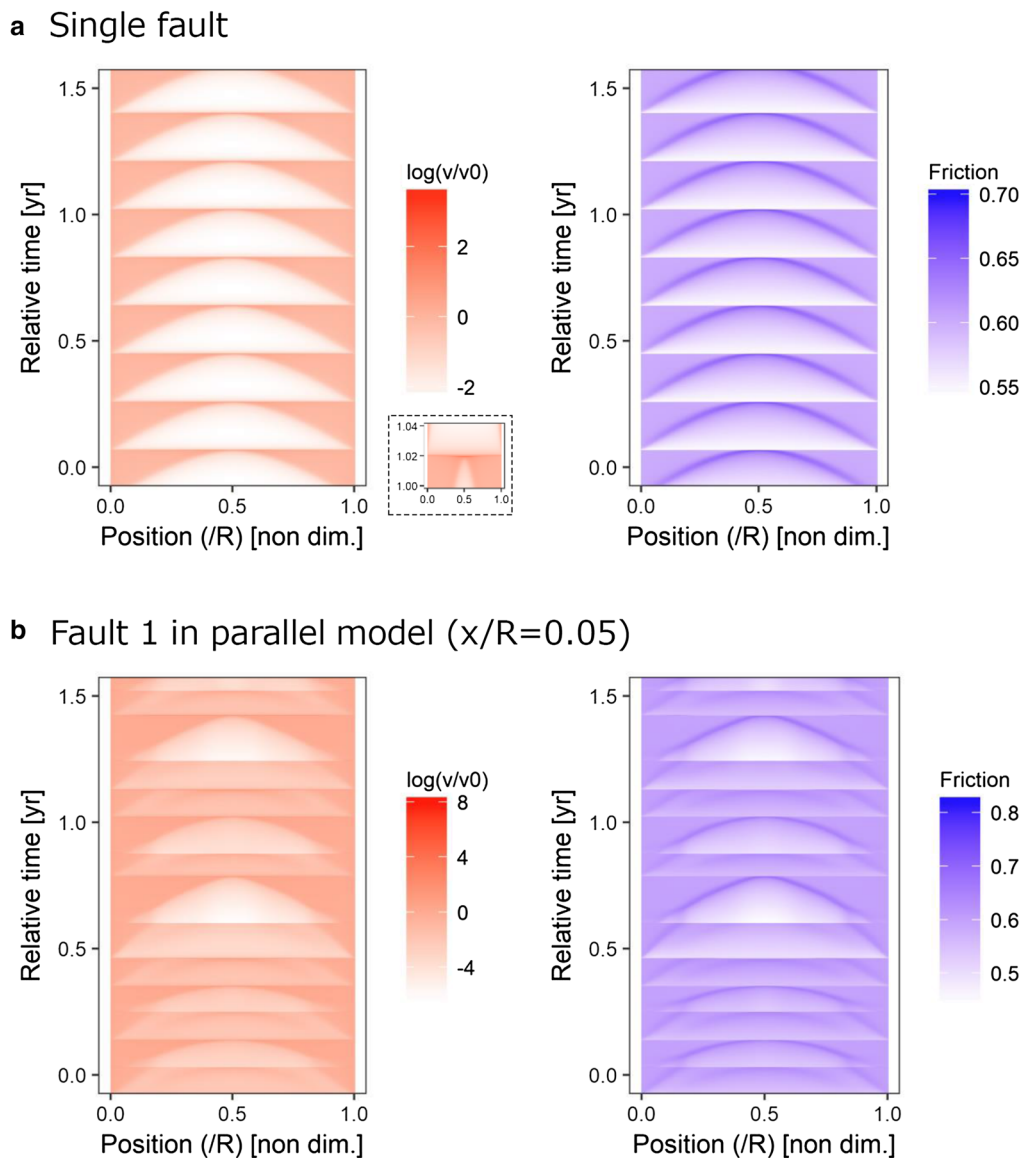 a Single fault
1.5
1.0
0.5
0.0
Relative time [yr]
0.0 0.5 1.0
Position (/R) [non dim.]
log(v/v0)
2
0
-2
1.04
1.02
1.00
0.0 0.5 1.0
1.5
1.0
0.5
0.0
Relative time [yr]
0.0 0.5 1.0
Position (/R) [non dim.]
Friction
0.70
0.65
0.60
0.55
b Fault 1 in parallel model (x/R=0.05)
1.5
1.0
0.5
0.0
Relative time [yr]
0.0 0.5 1.0
Position (/R) [non dim.]
log(v/v0)
8
4
0
-4
1.5
1.0
0.5
0.0
Relative time [yr]
0.0 0.5 1.0
Position (/R) [non dim.]
Friction
0.8
0.7
0.6
0.5